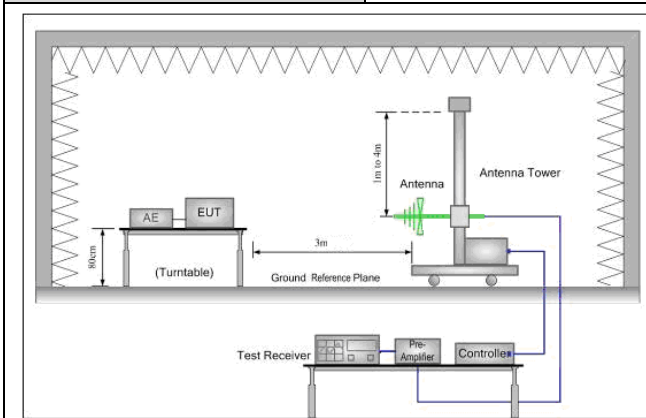 1m to 4m
Antenna
Antenna Tower
AE
EUT
80cm
(Turntable)
3m
Ground Reference Plane
Test Receiver
Pre-
Amplifier
Controller